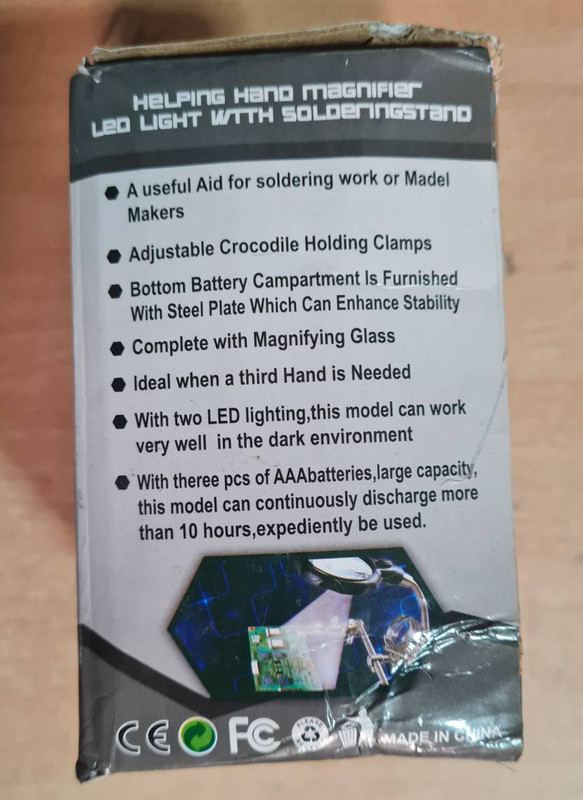 HELPING HAND MAGNIFIER
LED LIGHT WITH SOLDERINGSTAND
A useful Aid for soldering work or Madel
Makers
Adjustable Crocodile Holding Clamps
Bottom Battery Campartment Is Furnished
With Steel Plate Which Can Enhance Stability
Complete with Magnifying Glass
Ideal when a third Hand is Needed
With two LED lighting,this model can work
very well in the dark environment
With theree pcs of AAAbatteries,large capacity,
this model can continuously discharge more
than 10 hours,expediently be used.
CE FC PLEASE MADE IN CHINA